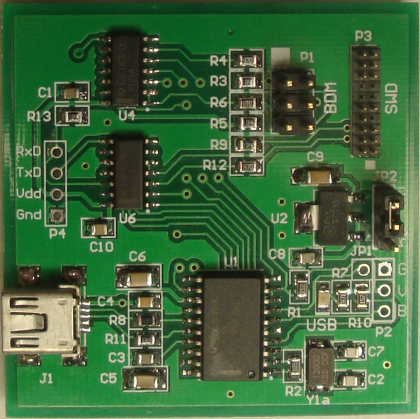 P1
P3
R4
R3
C1
U4
R6
BDM
SWD
R13
R5
RxD
R9
TxD
R12
C9
Vdd
JP2
Gnd
U6
U2
P4
C10
C8
JP1
C6
U1
R7
G
C4
R1
V
R8
USB
R10
B
R11
P2
C3
C7
J1
C5
R2
C2
Y1a